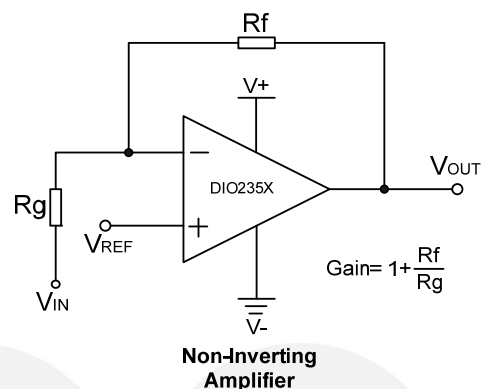 Rf
V+
−
DIO235X
VOUT
Rg
+
VREF
Gain= 1+Rf/Rg
VIN
V-
Non-Inverting
Amplifier